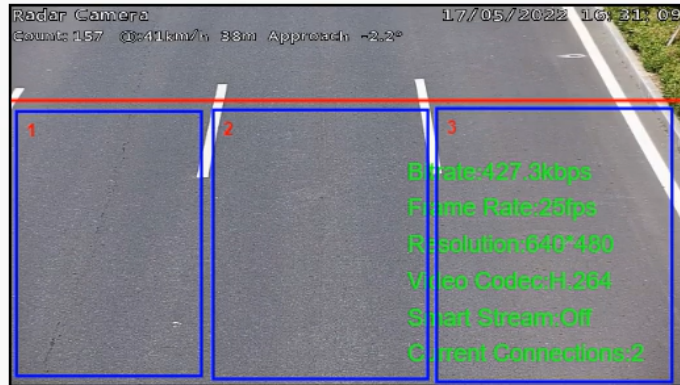 Radar Camera 17/05/2022 16:31:09
Count:157 @:41km/h 38m Approach -2.2°
1 2 3
Bitrate:427.3kbps
Frame Rate:25fps
Resolution:640*480
Video Codec:H.264
Smart Stream:Off
Current Connections:2